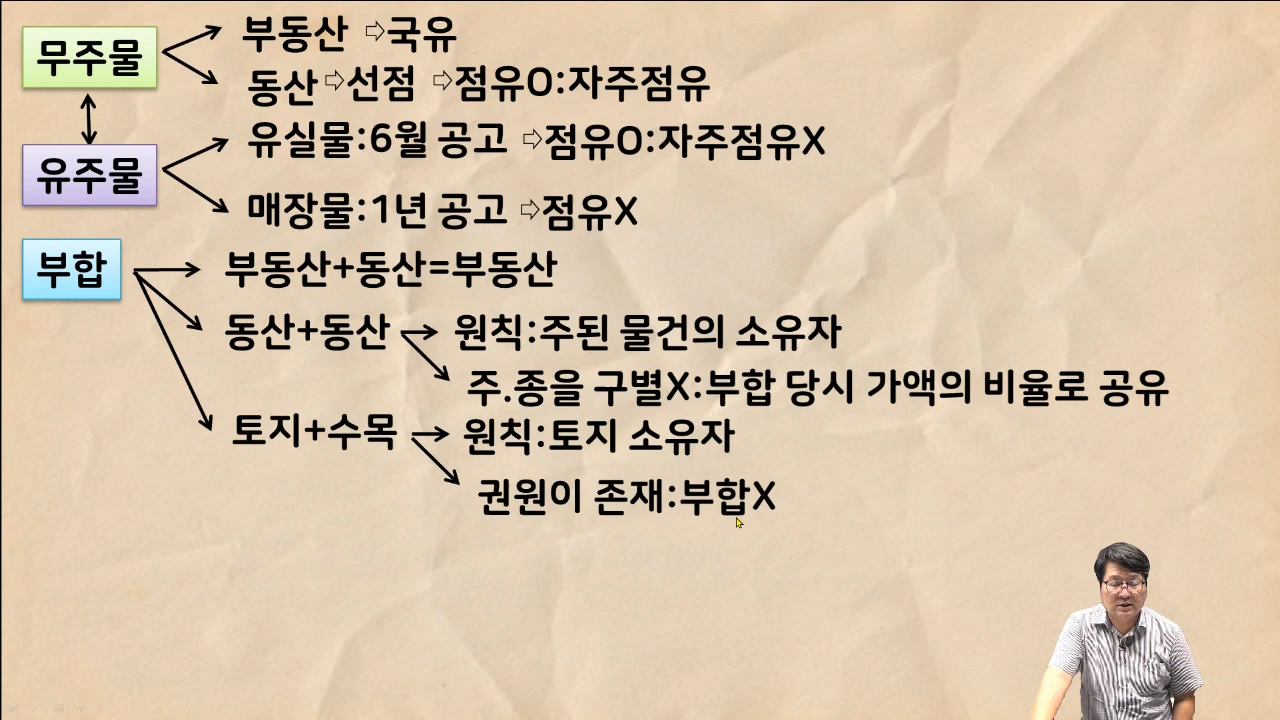 무주물
부동산 ⇨국유
동산⇨선점 ⇨점유O:자주점유
유주물
유실물:6월 공고 ⇨점유O:자주점유X
매장물:1년 공고 ⇨점유X
부합
부동산+동산=부동산
동산+동산
원칙:주된 물건의 소유자
주.종을 구별X:부합 당시 가액의 비율로 공유
토지+수목
원칙:토지 소유자
권원이 존재:부합X